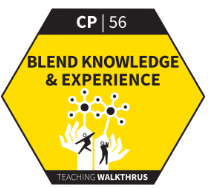 CP | 56
BLEND KNOWLEDGE
& EXPERIENCE
TEACHING WALKTHRUS